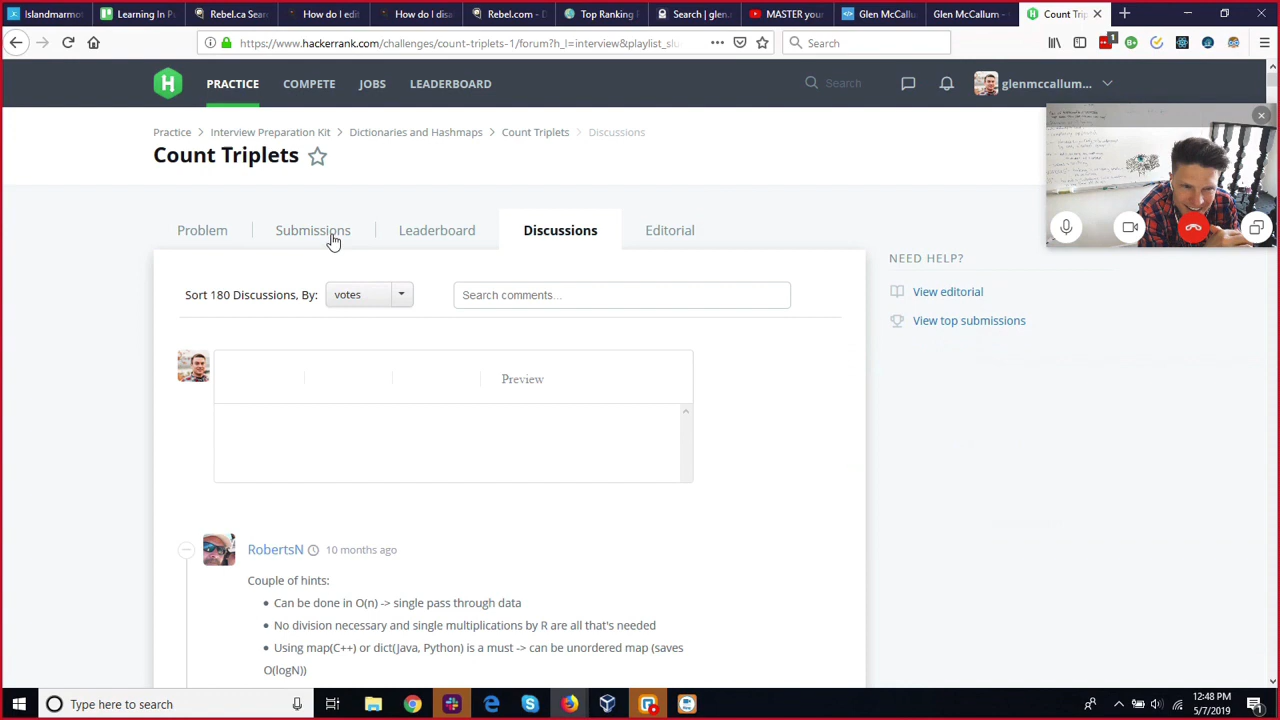 Islandmarmot
Learning In P
Rebel.ca Sear
How do I edi
How do I disa
Rebel.com - D
Top Ranking
Search | glen.
MASTER your
Glen McCallum
Glen McCallum -
Count Trip
https://www.hackerrank.com/challenges/count-triplets-1/forum?h_l=interview&playlist_slu
Search
1
PRACTICE
COMPETE
JOBS
LEADERBOARD
Search
glenmccallum...
Practice > Interview Preparation Kit > Dictionaries and Hashmaps > Count Triplets > Discussions
Count Triplets
Problem
Submissions
Leaderboard
Discussions
Editorial
NEED HELP?
View editorial
View top submissions
Sort 180 Discussions, By:
votes
Search comments...
Preview
RobertsN
10 months ago
Couple of hints:
• Can be done in O(n) -> single pass through data
• No division necessary and single multiplications by R are all that's needed
• Using map(C++) or dict(Java, Python) is a must -> can be unordered map (saves
O(logN))
Type here to search
12:48 PM
5/7/2019
1